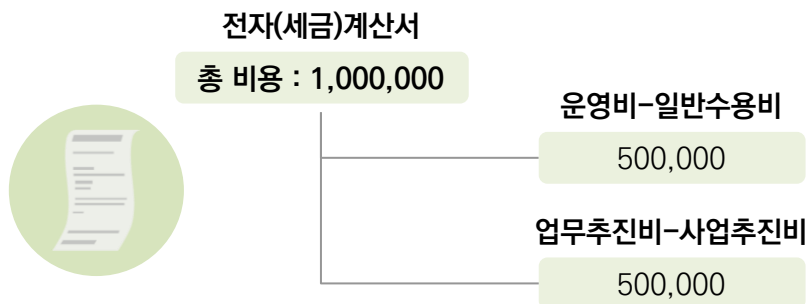 전자(세금)계산서
총 비용 : 1,000,000
운영비-일반수용비
500,000
업무추진비-사업추진비
500,000